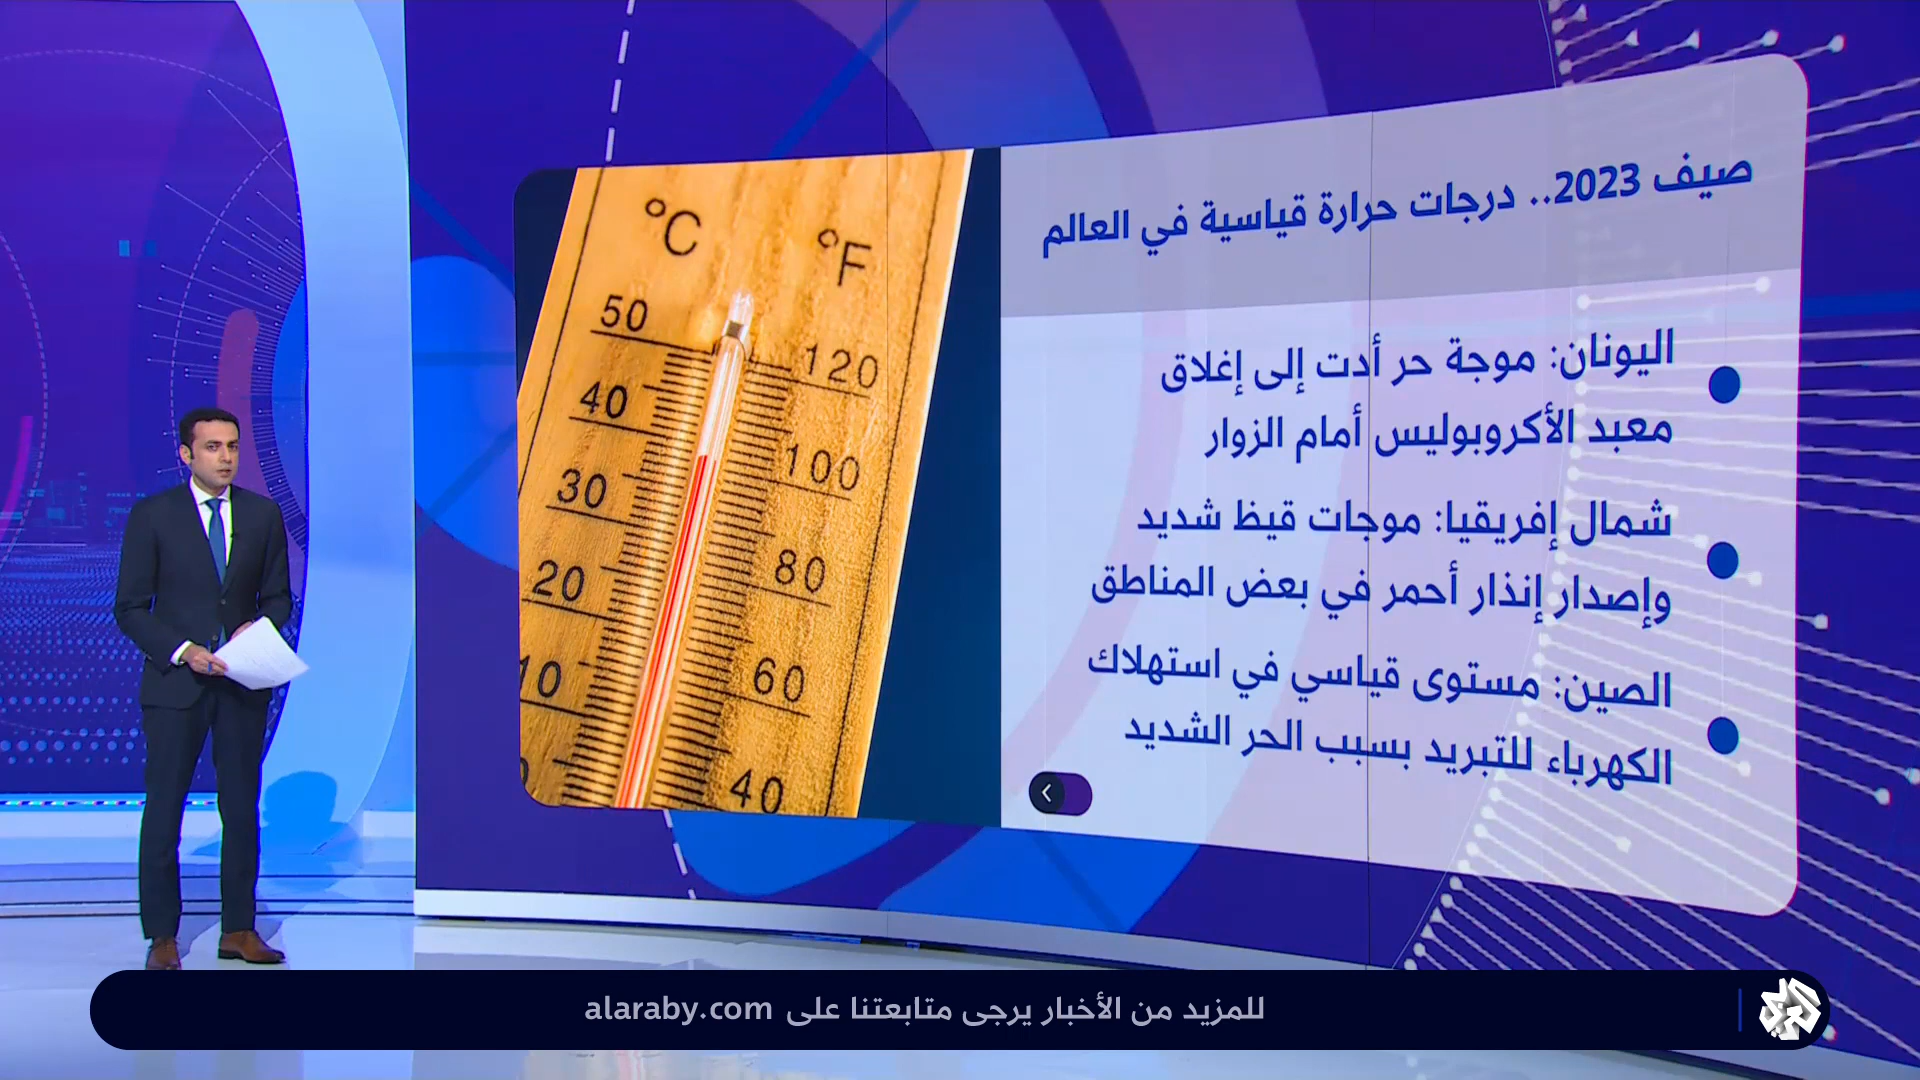 صيف 2023.. درجات حرارة قياسية في العالم
اليونان: موجة حر أدت إلى إغلاق
معبد الأكروبوليس أمام الزوار
شمال إفريقيا: موجات قيظ شديد
وإصدار إنذار أحمر في بعض المناطق
الصين: مستوى قياسي في استهلاك
الكهرباء للتبريد بسبب الحر الشديد
°C °F
50
120
40
100
30
80
20
60
10
40
للمزيد من الأخبار يرجى متابعتنا على alaraby.com